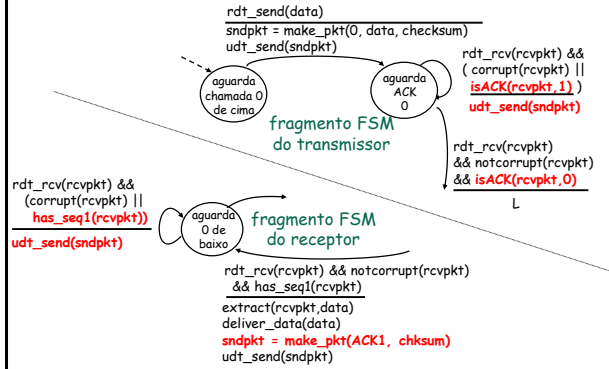 rdt_send(data)
sndpkt = make_pkt(0, data, checksum)
udt_send(sndpkt)
aguarda
chamada 0
de cima
aguarda
ACK
0
rdt_rcv(rcvpkt) &&
( corrupt(rcvpkt) ||
isACK(rcvpkt,1) )
udt_send(sndpkt)
fragmento FSM
do transmissor
rdt_rcv(rcvpkt)
&& notcorrupt(rcvpkt)
&& isACK(rcvpkt,0)
L
rdt_rcv(rcvpkt) &&
(corrupt(rcvpkt) ||
has_seq1(rcvpkt))
udt_send(sndpkt)
aguarda
0 de
baixo
fragmento FSM
do receptor
rdt_rcv(rcvpkt) && notcorrupt(rcvpkt)
&& has_seq1(rcvpkt)
extract(rcvpkt,data)
deliver_data(data)
sndpkt = make_pkt(ACK1, chksum)
udt_send(sndpkt)